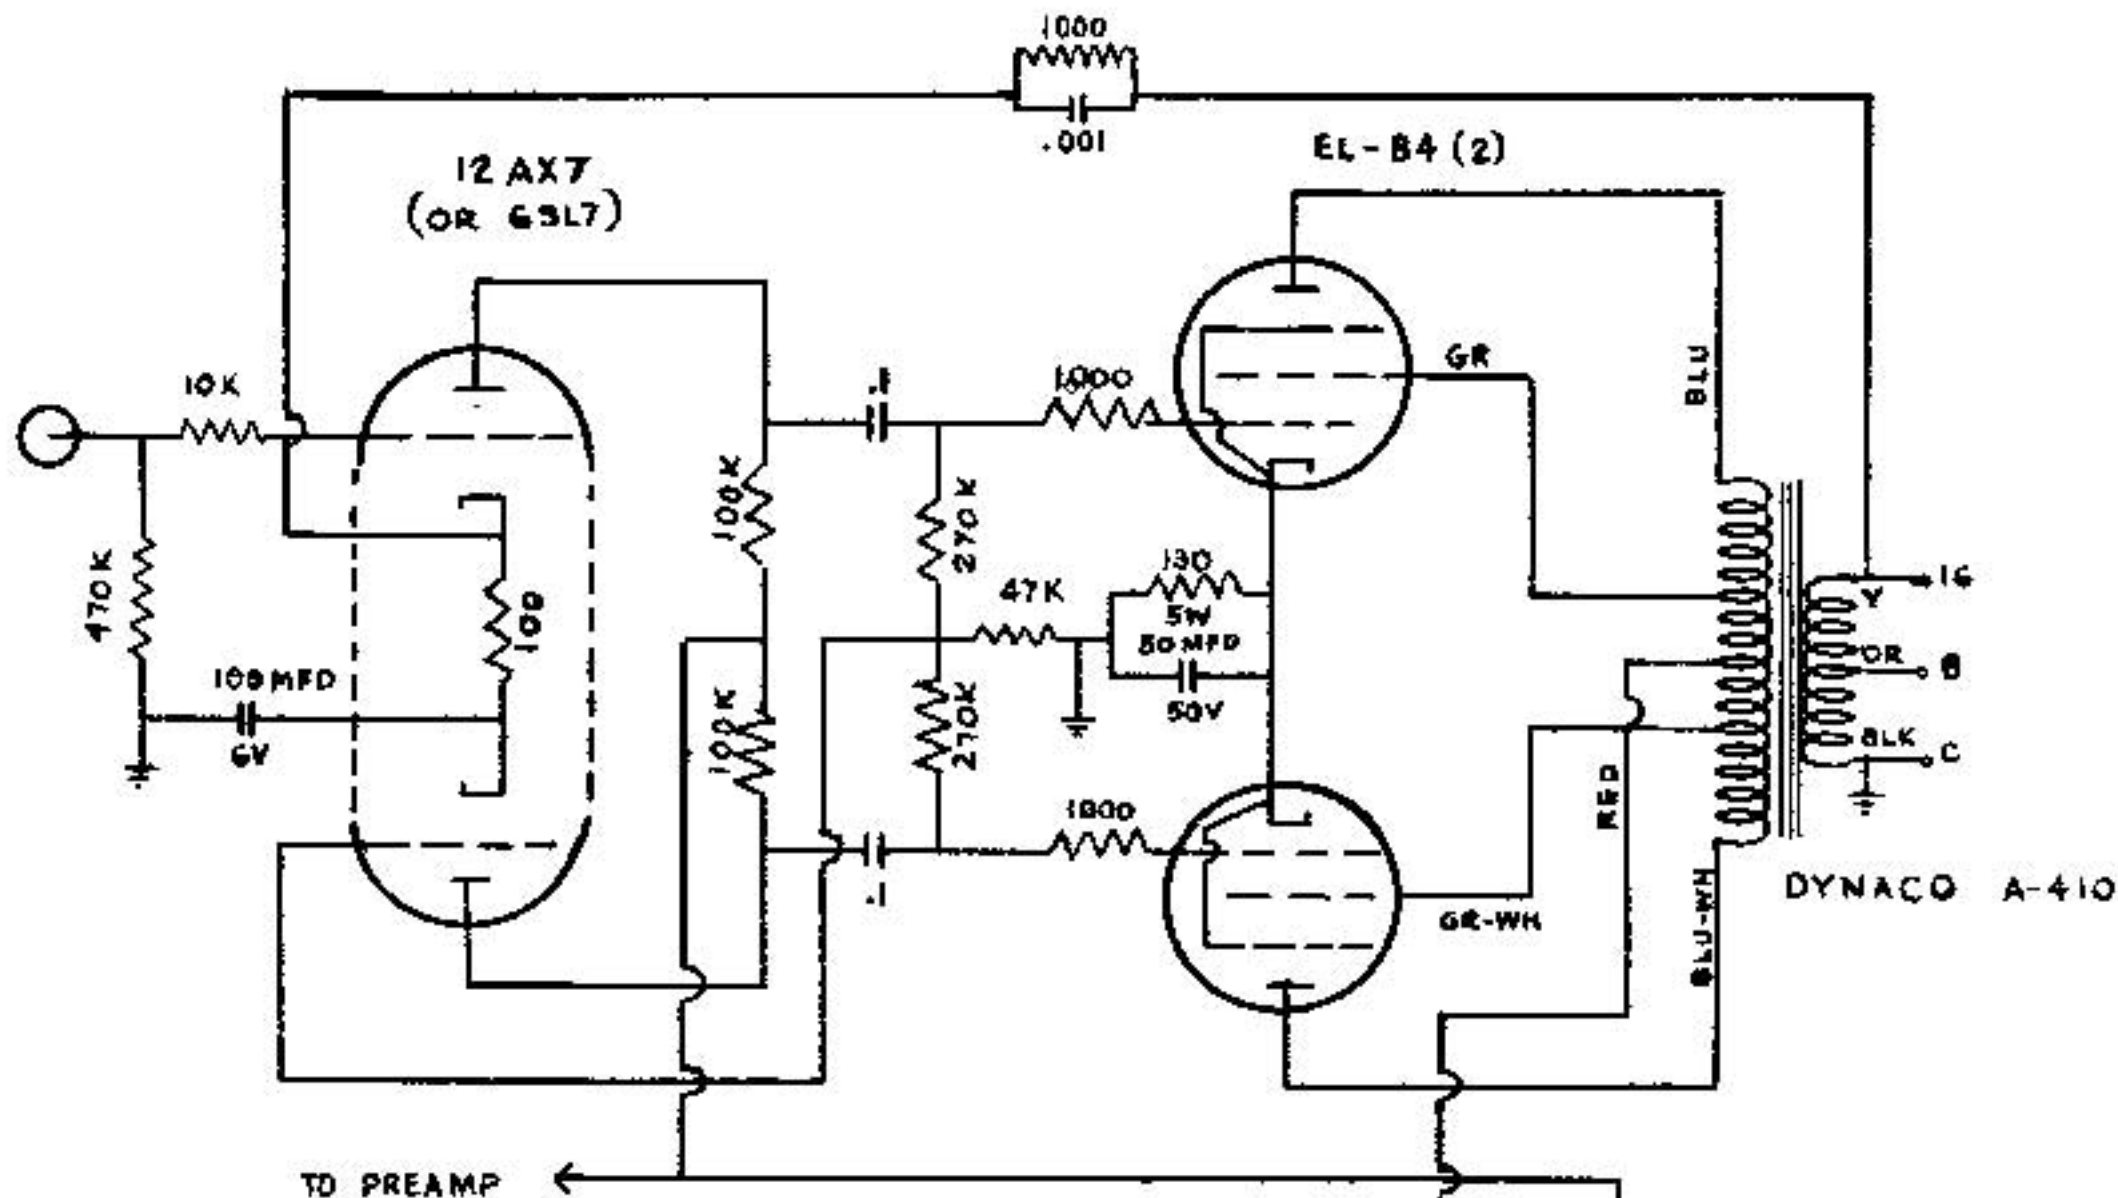 1000
.001
EL-84 (2)
12 AX7
(OR 6SL7)
10K
.1
1000
GR
BLU
100K
270K
470K
100
130
5W
47K
50 MFD
50V
16
Y
OR
8
BLK
C
100MFD
6V
100K
270K
RED
1000
.1
GR-WH
BLU-WH
DYNACO A-410
TO PREAMP